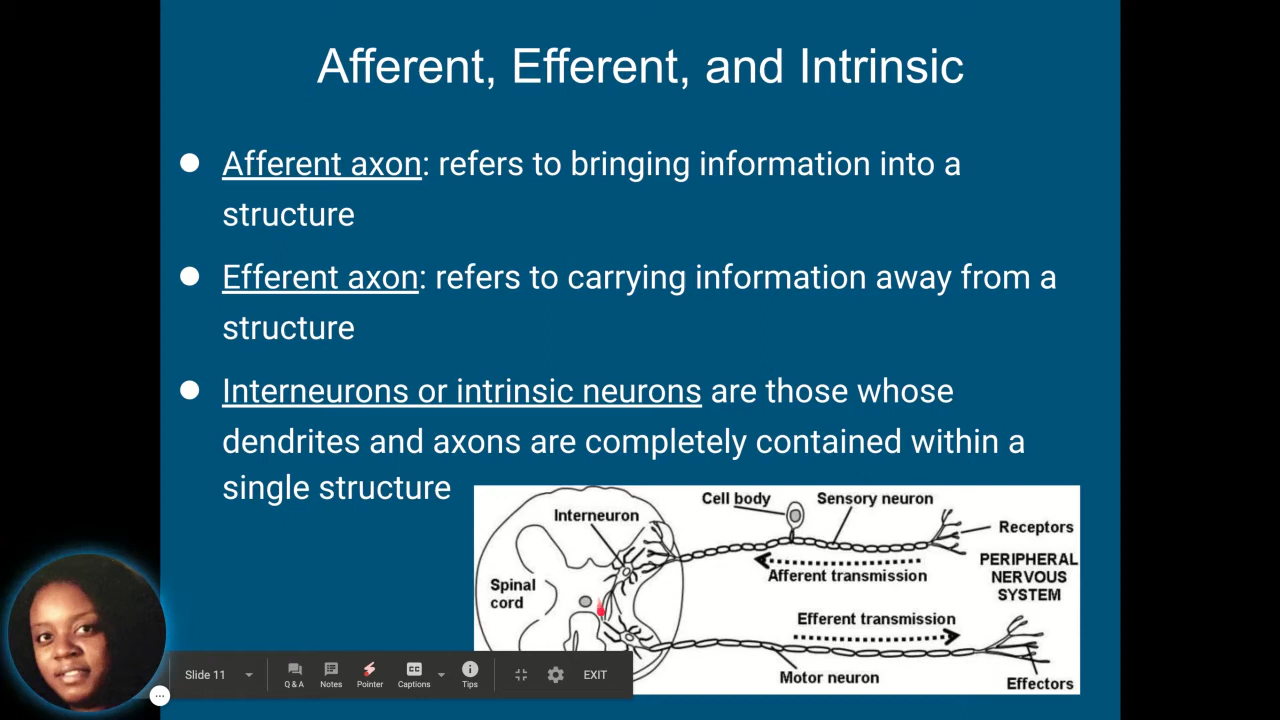 Afferent, Efferent, and Intrinsic
Afferent axon: refers to bringing information into a
structure
Efferent axon: refers to carrying information away from a
structure
Interneurons or intrinsic neurons are those whose
dendrites and axons are completely contained within a
single structure
Cell body
Sensory neuron
Interneuron
Receptors
PERIPHERAL
NERVOUS
SYSTEM
Afferent transmission
Spinal
cord
Efferent transmission
Motor neuron
Effectors
Slide 11
Q & A
Notes
Pointer
CC
Captions
Tips
EXIT